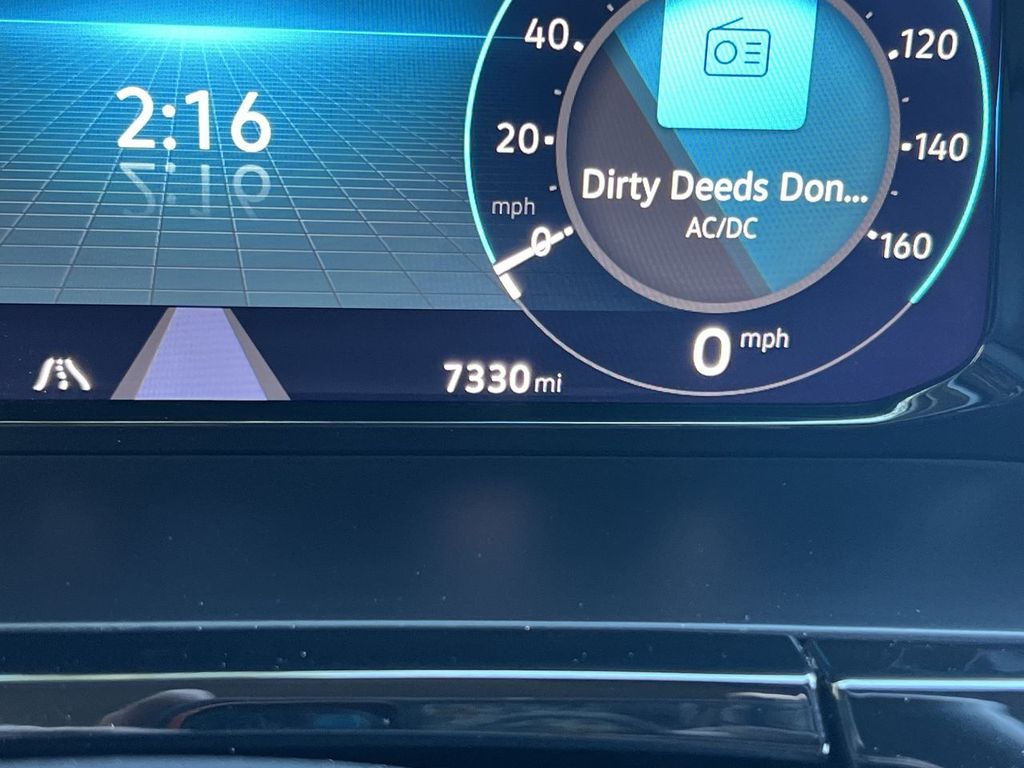 2:16
40
20
mph
0
120
140
160
Dirty Deeds Don...
AC/DC
0 mph
7330 mi